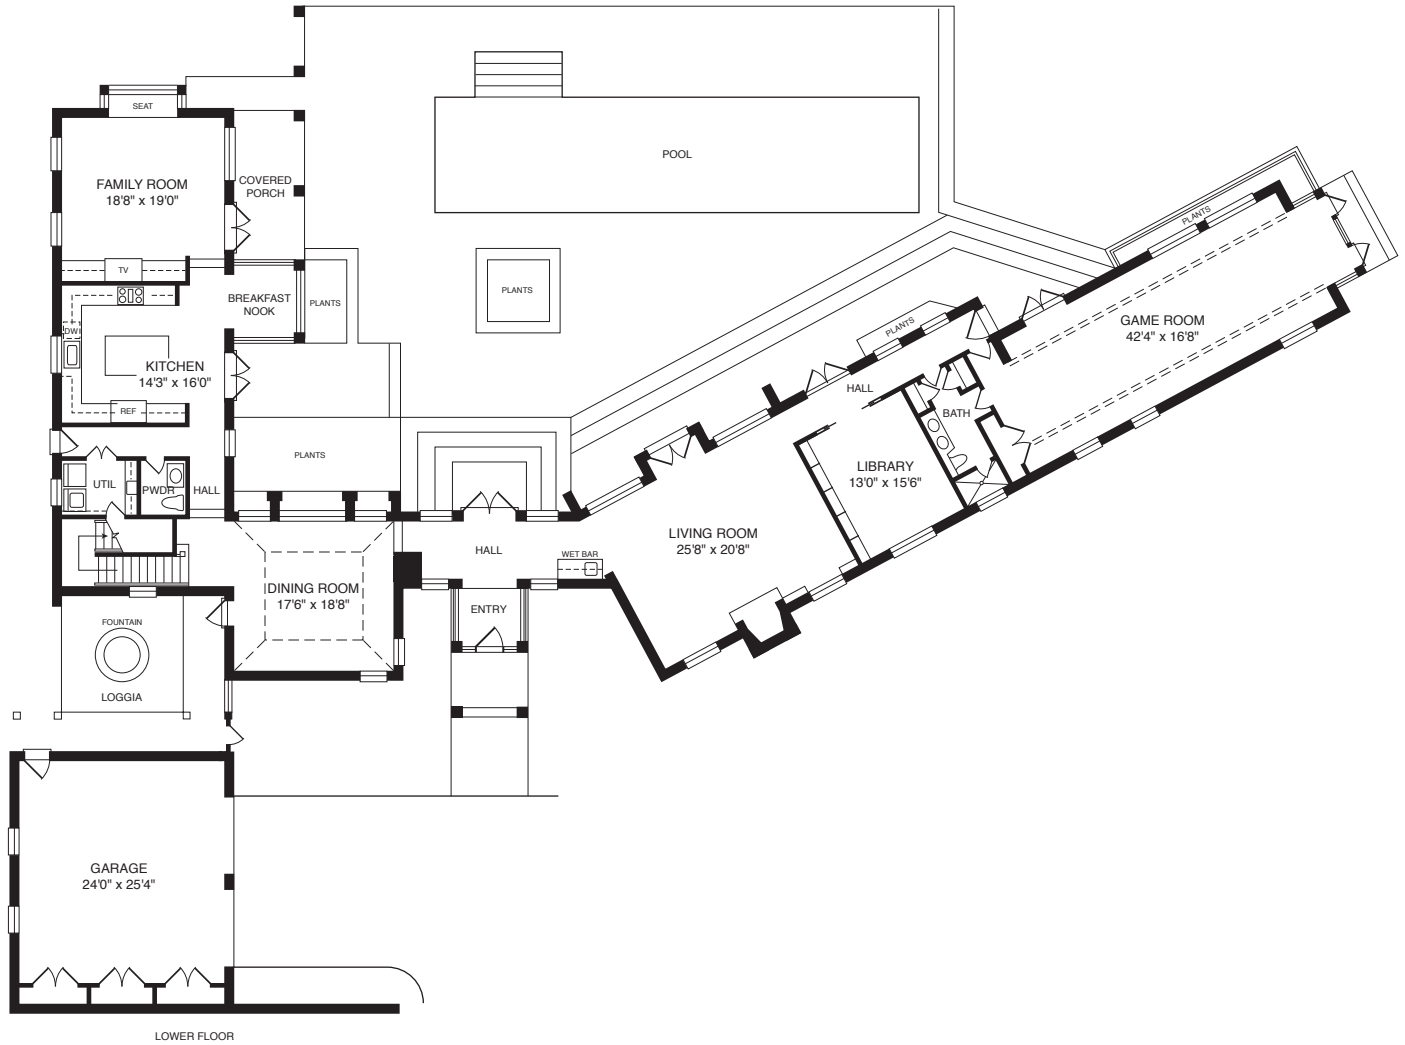 SEAT
POOL
FAMILY ROOM
18'8" x 19'0"
COVERED
PORCH
PLANTS
TV
BREAKFAST
NOOK
PLANTS
PLANTS
PLANTS
GAME ROOM
42'4" x 16'8"
DW
KITCHEN
14'3" x 16'0"
REF
HALL
BATH
PLANTS
UTIL
PWDR
HALL
LIBRARY
13'0" x 15'6"
LIVING ROOM
25'8" x 20'8"
HALL
WET BAR
DINING ROOM
17'6" x 18'8"
ENTRY
FOUNTAIN
LOGGIA
GARAGE
24'0" x 25'4"
LOWER FLOOR